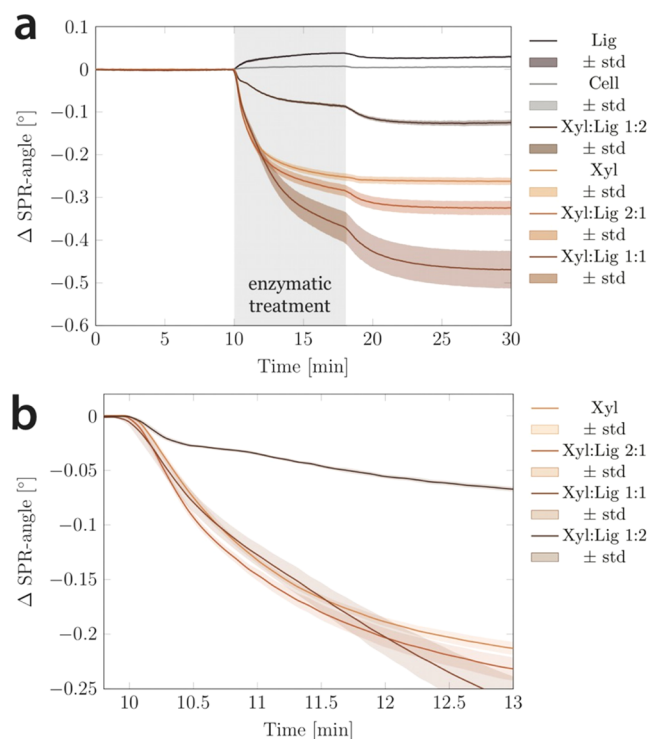 a
0.1
0
−0.1
−0.2
−0.3
−0.4
−0.5
−0.6
Δ SPR-angle [°]
enzymatic
treatment
0 5 10 15 20 25 30
Time [min]
Lig
± std
Cell
± std
Xyl:Lig 1:2
± std
Xyl
± std
Xyl:Lig 2:1
± std
Xyl:Lig 1:1
± std
b
0
−0.05
−0.1
−0.15
−0.2
−0.25
Δ SPR-angle [°]
10 10.5 11 11.5 12 12.5 13
Time [min]
Xyl
± std
Xyl:Lig 2:1
± std
Xyl:Lig 1:1
± std
Xyl:Lig 1:2
± std